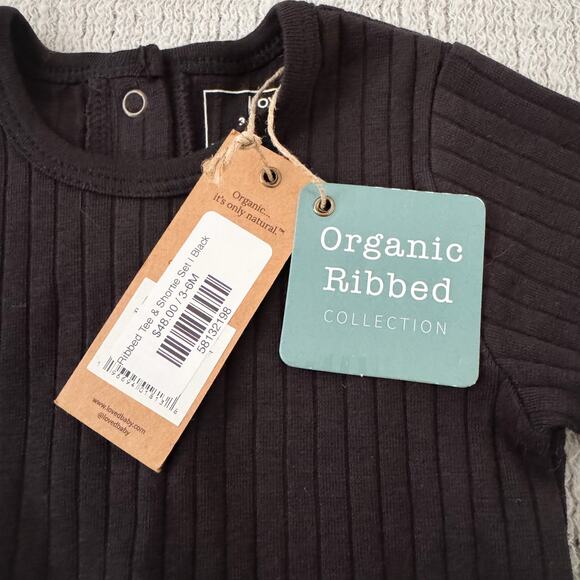 Organic...
it's only natural.™
Ribbed Tee & Shortie Set | Black
$48.00 / 3-6M
58132198
www.lovedbaby.com
@lovedbaby
Organic
Ribbed
COLLECTION